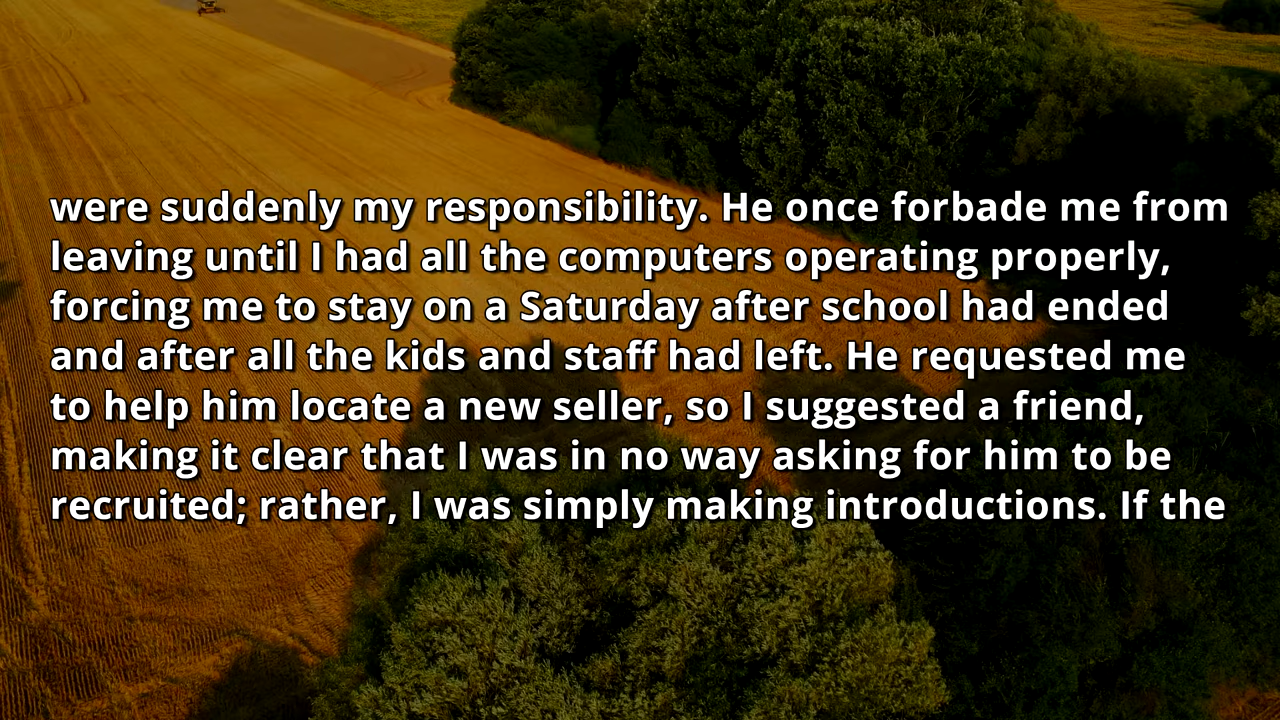 were suddenly my responsibility. He once forbade me from
leaving until I had all the computers operating properly,
forcing me to stay on a Saturday after school had ended
and after all the kids and staff had left. He requested me
to help him locate a new seller, so I suggested a friend,
making it clear that I was in no way asking for him to be
recruited; rather, I was simply making introductions. If the